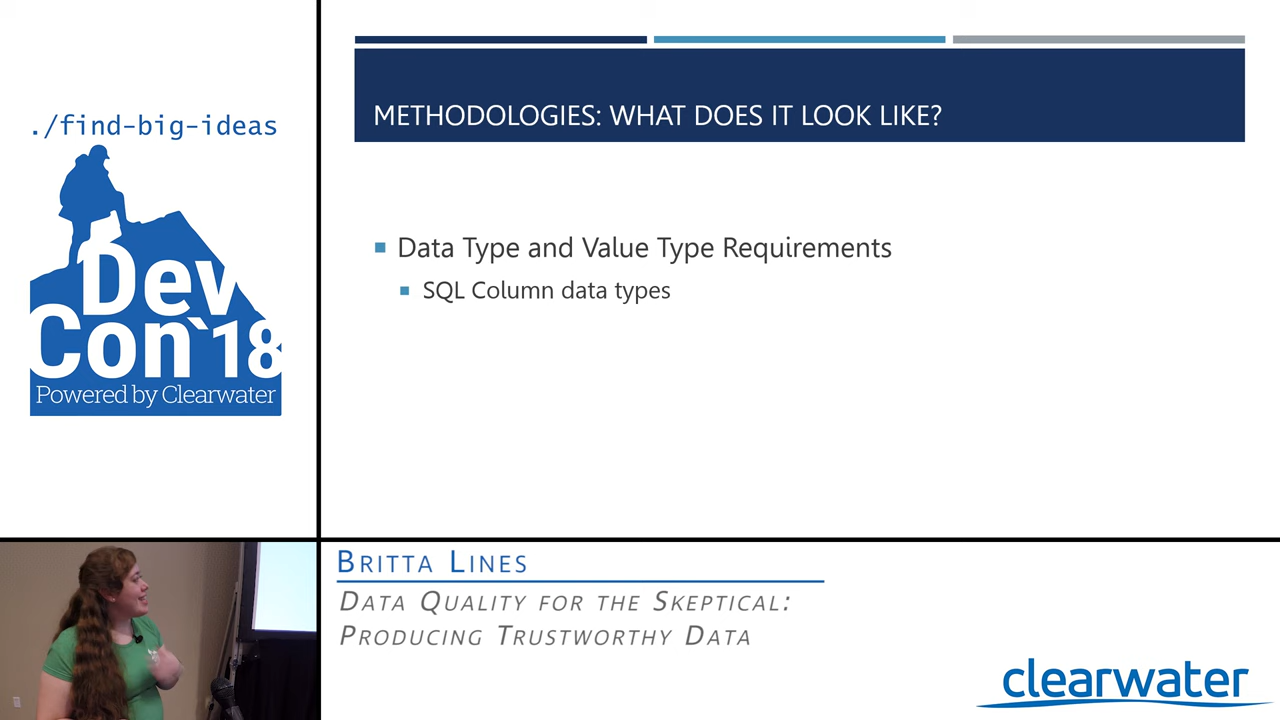 ./find-big-ideas
Dev
Con`18
Powered by Clearwater
METHODOLOGIES: WHAT DOES IT LOOK LIKE?
Data Type and Value Type Requirements
SQL Column data types
BRITTA LINES
DATA QUALITY FOR THE SKEPTICAL:
PRODUCING TRUSTWORTHY DATA
clearwater